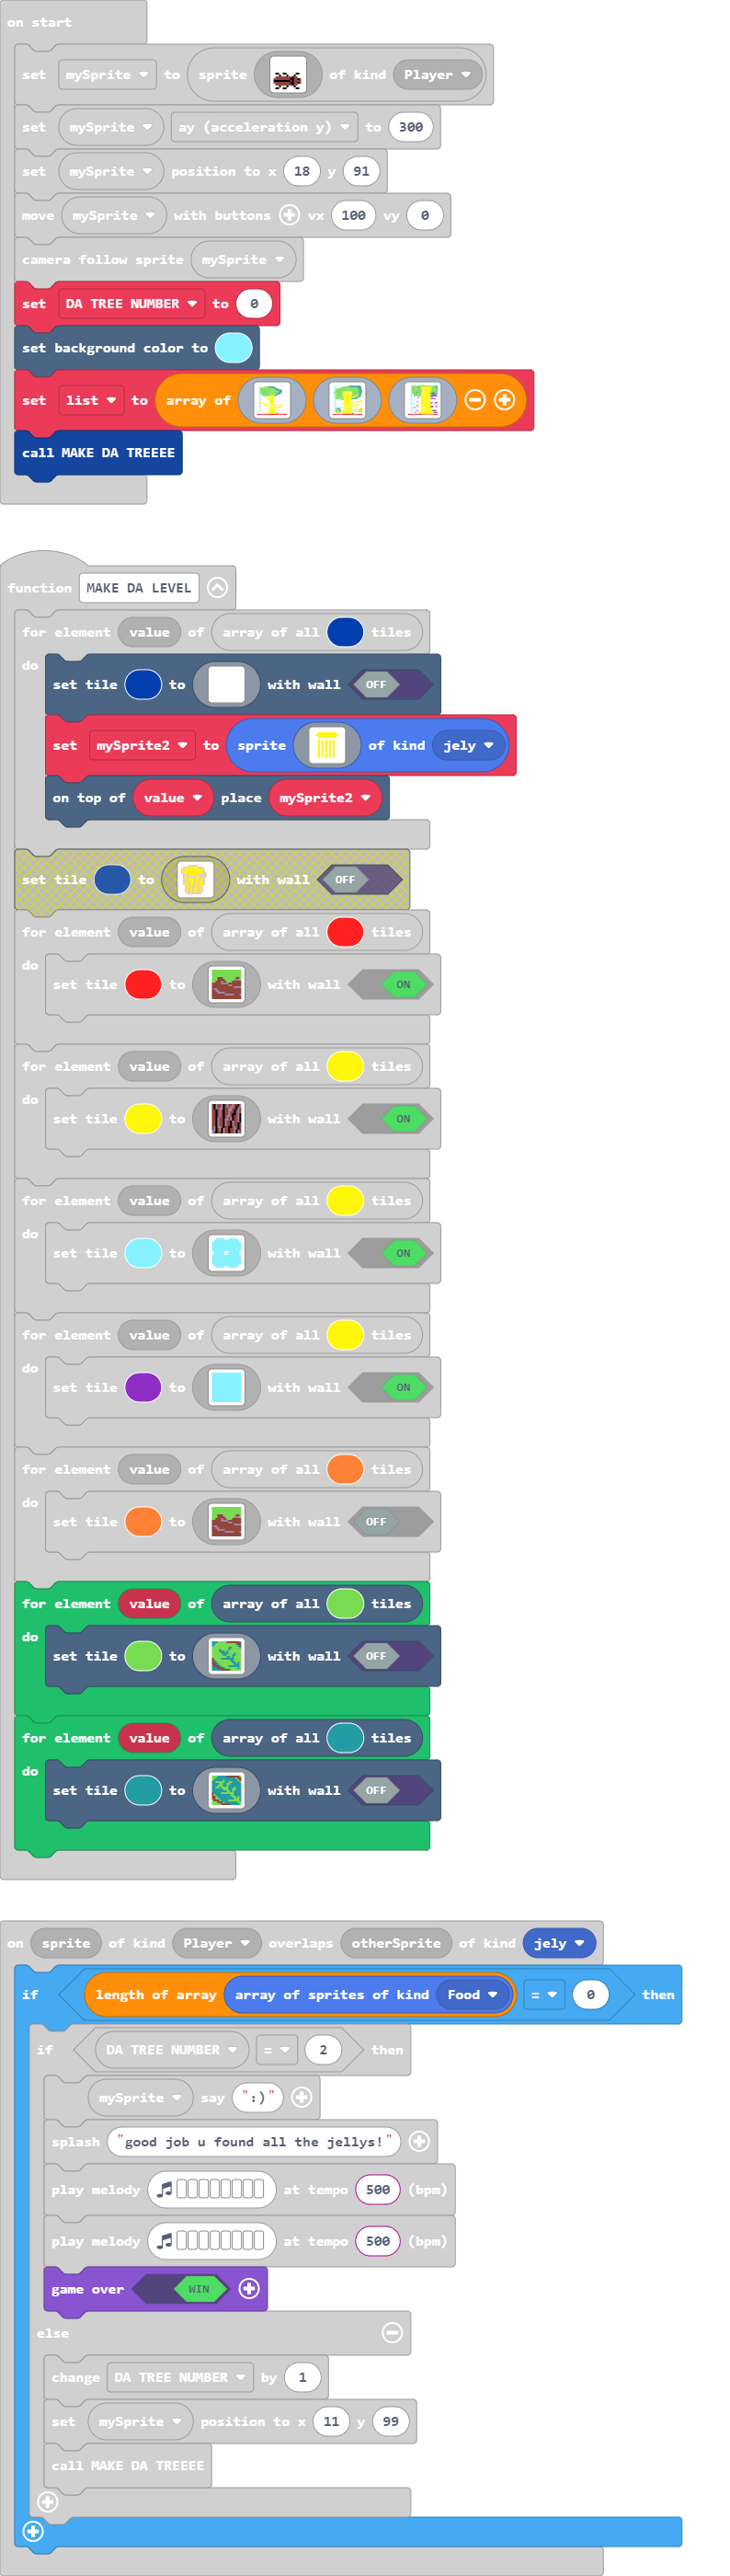 on start
set mySprite to sprite of kind Player
set mySprite ay (acceleration y) to 300
set mySprite position to x 18 y 91
move mySprite with buttons vx 100 vy 0
camera follow sprite mySprite
set DA TREE NUMBER to 0
set background color to
set list to array of
call MAKE DA TREEEE
function MAKE DA LEVEL
for element value of array of all tiles
do
set tile to with wall OFF
set mySprite2 to sprite of kind jely
on top of value place mySprite2
set tile to with wall OFF
for element value of array of all tiles
do
set tile to with wall ON
for element value of array of all tiles
do
set tile to with wall ON
for element value of array of all tiles
do
set tile to with wall ON
for element value of array of all tiles
do
set tile to with wall ON
for element value of array of all tiles
do
set tile to with wall OFF
for element value of array of all tiles
do
set tile to with wall OFF
for element value of array of all tiles
do
set tile to with wall OFF
on sprite of kind Player overlaps otherSprite of kind jely
if length of array array of sprites of kind Food = 0 then
if DA TREE NUMBER = 2 then
mySprite say ":)"
splash "good job u found all the jellys!"
play melody at tempo 500 (bpm)
play melody at tempo 500 (bpm)
game over WIN
else
change DA TREE NUMBER by 1
set mySprite position to x 11 y 99
call MAKE DA TREEEE